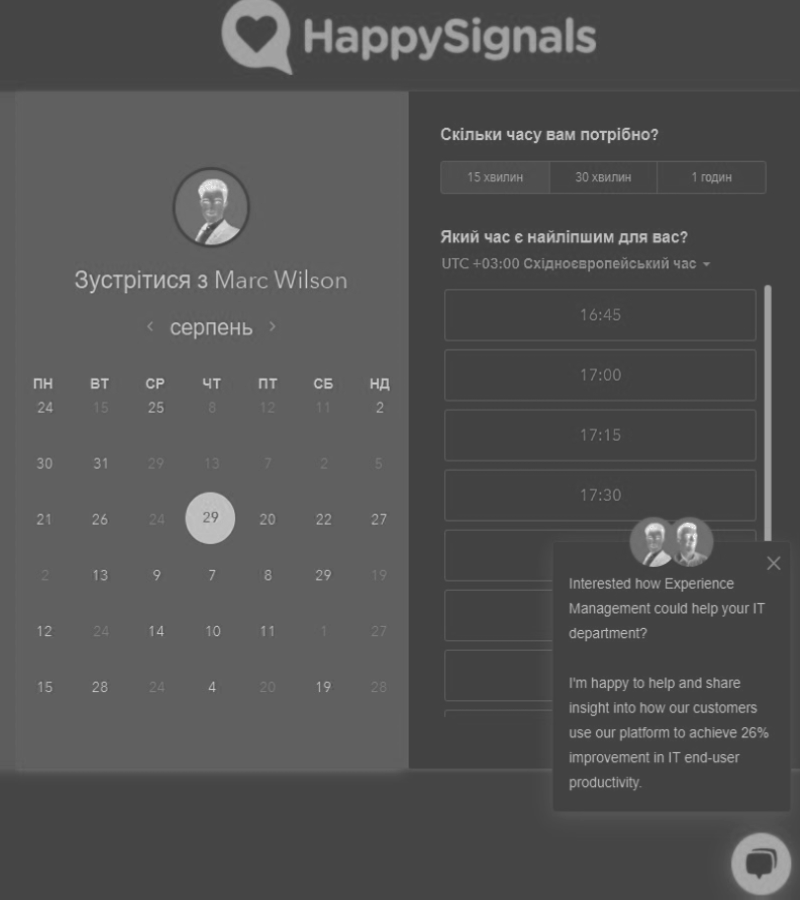 HappySignals
Зустрітися з Marc Wilson
серпень
ПН ВТ СР ЧТ ПТ СБ НД
24 15 25 8 12 11 2
30 31 29 13 7 2 5
21 26 24 29 20 22 27
2 13 9 7 8 29 19
12 24 14 10 11 1 27
15 28 24 4 20 19 28
Скільки часу вам потрібно?
15 хвилин 30 хвилин 1 годин
Який час є найліпшим для вас?
UTC +03:00 Східноєвропейський час
16:45
17:00
17:15
17:30
Interested how Experience
Management could help your IT
department?
I'm happy to help and share
insight into how our customers
use our platform to achieve 26%
improvement in IT end-user
productivity.